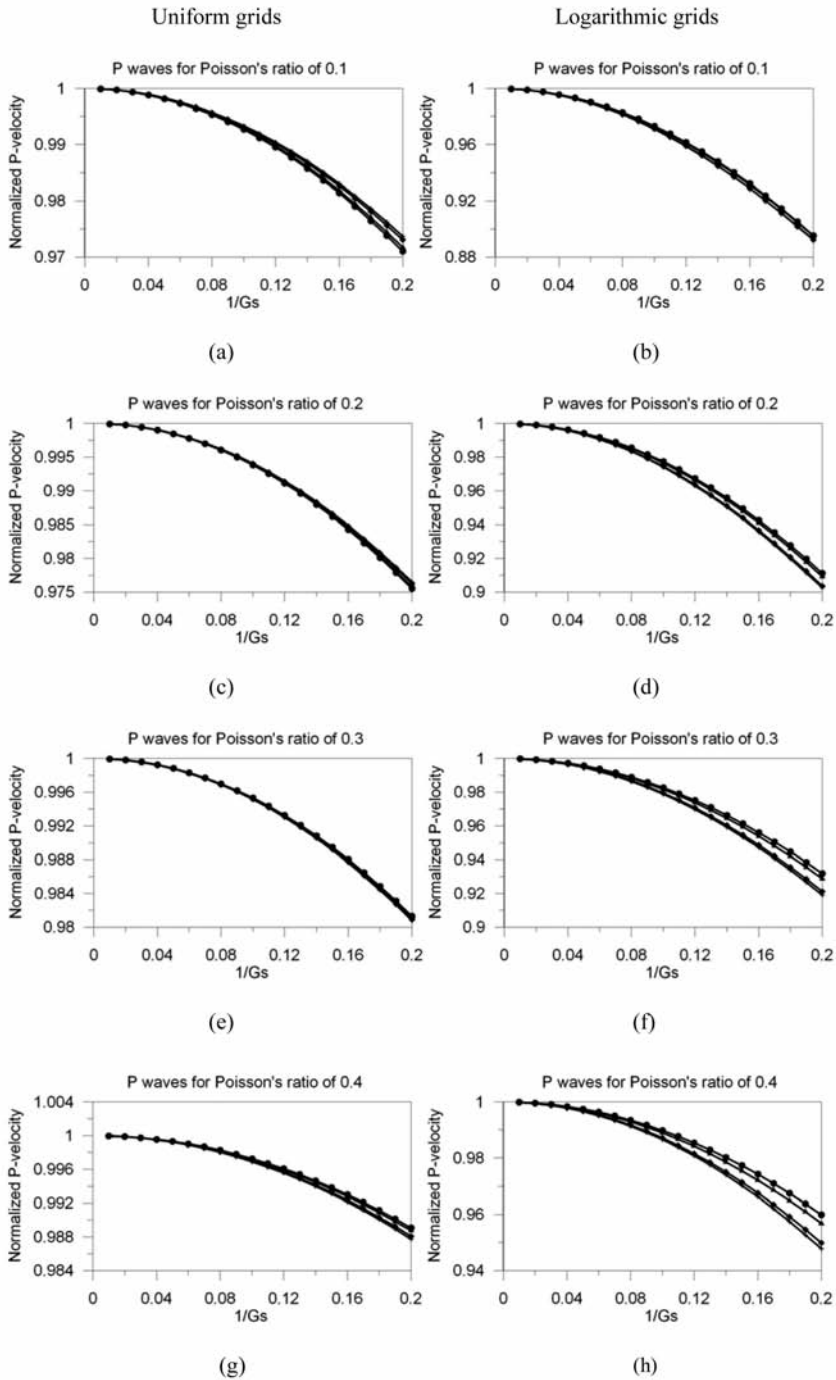 Uniform grids
Logarithmic grids
P waves for Poisson's ratio of 0.1
Normalized P-velocity
1
0.99
0.98
0.97
0 0.04 0.08 0.12 0.16 0.2
1/Gs
(a)
P waves for Poisson's ratio of 0.1
Normalized P-velocity
1
0.96
0.92
0.88
0 0.04 0.08 0.12 0.16 0.2
1/Gs
(b)
P waves for Poisson's ratio of 0.2
Normalized P-velocity
1
0.995
0.99
0.985
0.98
0.975
0 0.04 0.08 0.12 0.16 0.2
1/Gs
(c)
P waves for Poisson's ratio of 0.2
Normalized P-velocity
1
0.98
0.96
0.94
0.92
0.9
0 0.04 0.08 0.12 0.16 0.2
1/Gs
(d)
P waves for Poisson's ratio of 0.3
Normalized P-velocity
1
0.996
0.992
0.988
0.984
0.98
0 0.04 0.08 0.12 0.16 0.2
1/Gs
(e)
P waves for Poisson's ratio of 0.3
Normalized P-velocity
1
0.98
0.96
0.94
0.92
0.9
0 0.04 0.08 0.12 0.16 0.2
1/Gs
(f)
P waves for Poisson's ratio of 0.4
Normalized P-velocity
1.004
1
0.996
0.992
0.988
0.984
0 0.04 0.08 0.12 0.16 0.2
1/Gs
(g)
P waves for Poisson's ratio of 0.4
Normalized P-velocity
1
0.98
0.96
0.94
0 0.04 0.08 0.12 0.16 0.2
1/Gs
(h)